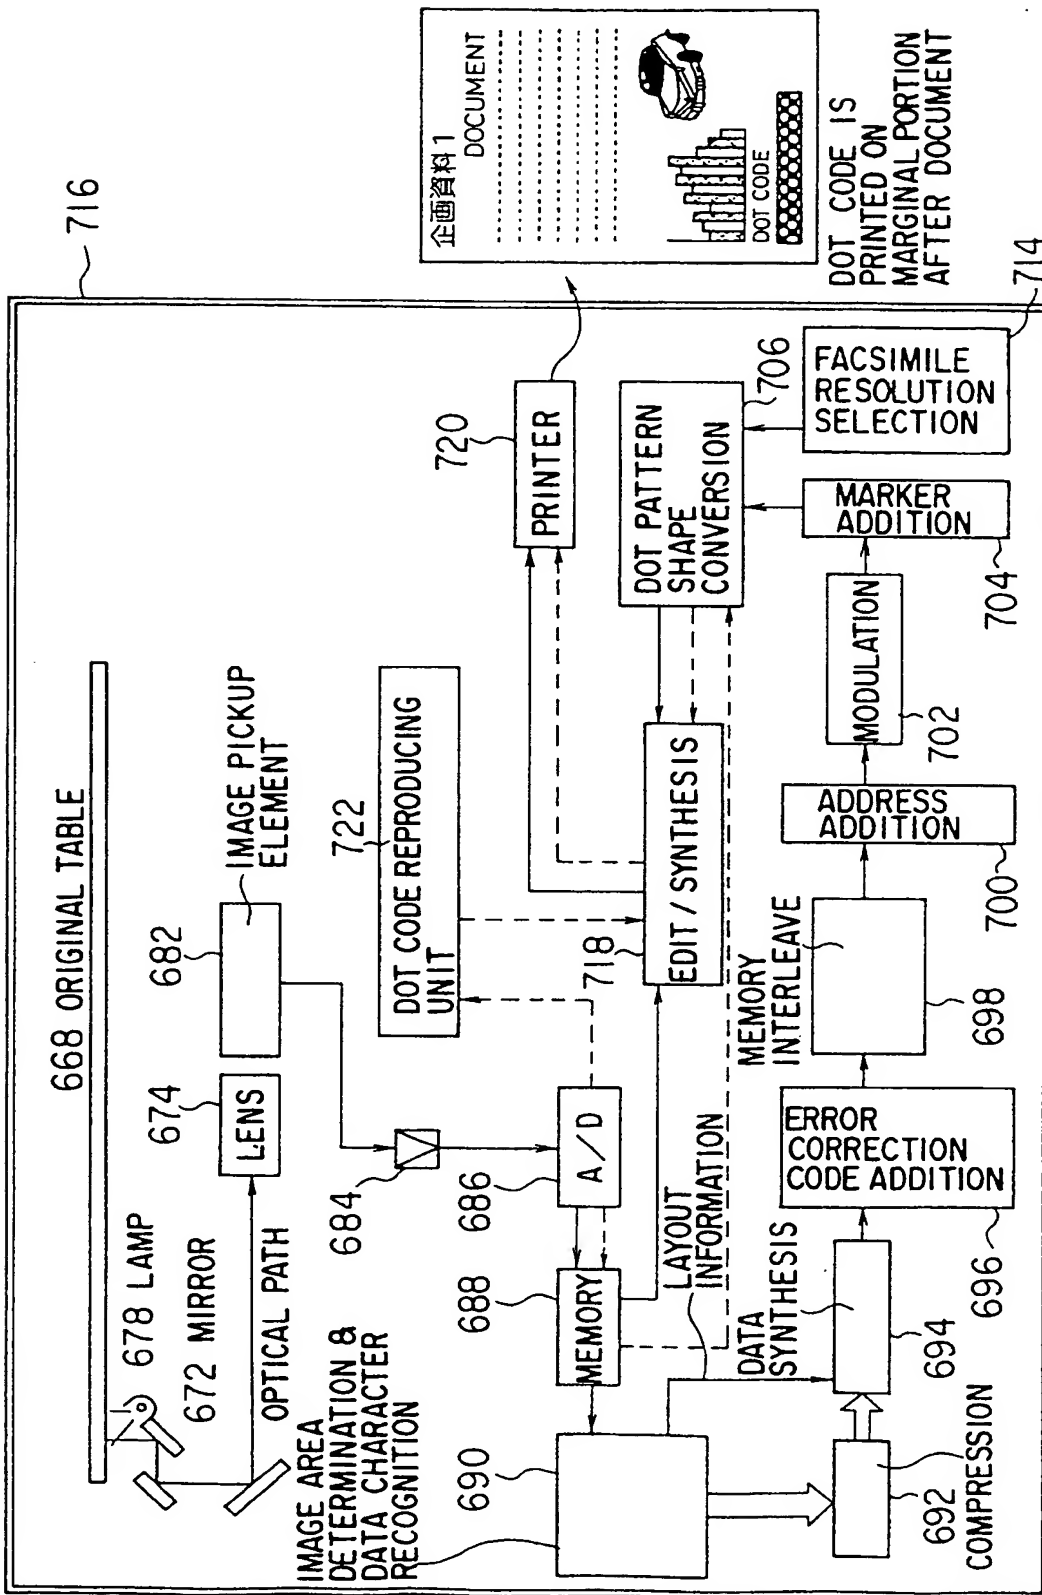 668 ORIGINAL TABLE
678 LAMP
672 MIRROR
OPTICAL PATH
674
LENS
682
IMAGE PICKUP
ELEMENT
684
686
A/D
688
MEMORY
IMAGE AREA
DETERMINATION &
DATA CHARACTER
RECOGNITION
690
722
DOT CODE REPRODUCING
UNIT
718
EDIT / SYNTHESIS
720
PRINTER
716
企画資料1
DOCUMENT
DOT CODE
DOT CODE IS
PRINTED ON
MARGINAL PORTION
AFTER DOCUMENT
LAYOUT
INFORMATION
DATA
SYNTHESIS
692
COMPRESSION
694
ERROR
CORRECTION
CODE ADDITION
696
MEMORY
INTERLEAVE
698
ADDRESS
ADDITION
700
MODULATION
702
MARKER
ADDITION
704
DOT PATTERN
SHAPE
CONVERSION
706
FACSIMILE
RESOLUTION
SELECTION
714